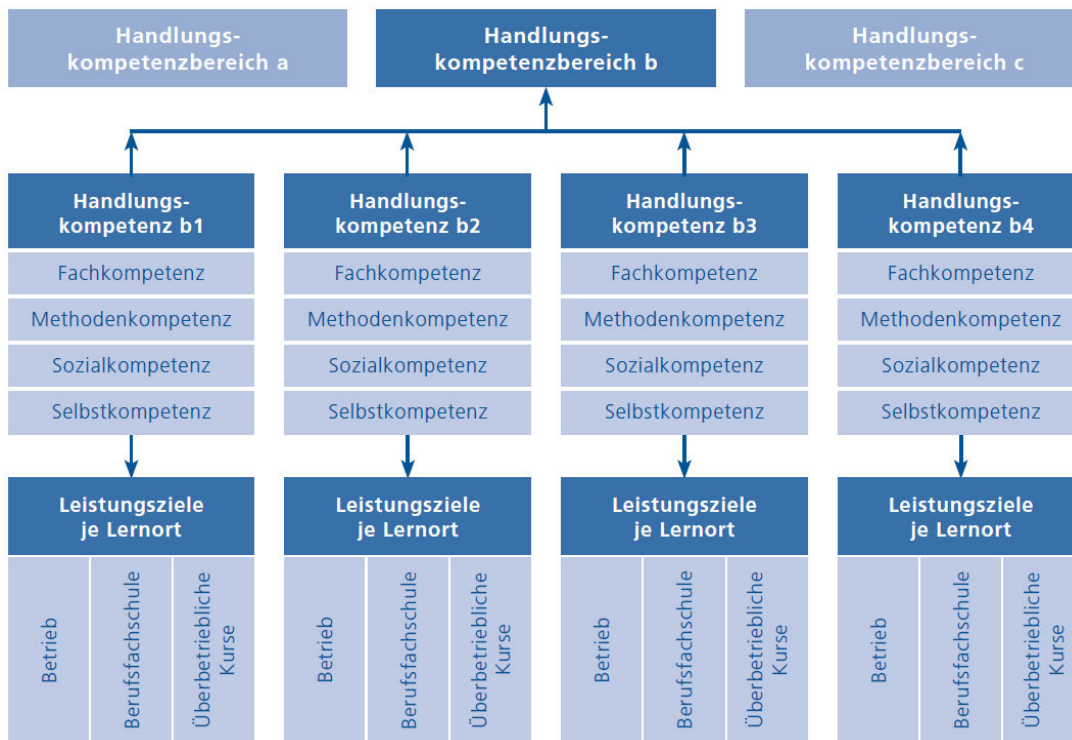 Handlungs-
kompetenzbereich a
Handlungs-
kompetenzbereich b
Handlungs-
kompetenzbereich c
Handlungs-
kompetenz b1
Fachkompetenz
Methodenkompetenz
Sozialkompetenz
Selbstkompetenz
Leistungsziele
je Lernort
Betrieb
Berufsfachschule
Überbetriebliche
Kurse
Handlungs-
kompetenz b2
Fachkompetenz
Methodenkompetenz
Sozialkompetenz
Selbstkompetenz
Leistungsziele
je Lernort
Betrieb
Berufsfachschule
Überbetriebliche
Kurse
Handlungs-
kompetenz b3
Fachkompetenz
Methodenkompetenz
Sozialkompetenz
Selbstkompetenz
Leistungsziele
je Lernort
Betrieb
Berufsfachschule
Überbetriebliche
Kurse
Handlungs-
kompetenz b4
Fachkompetenz
Methodenkompetenz
Sozialkompetenz
Selbstkompetenz
Leistungsziele
je Lernort
Betrieb
Berufsfachschule
Überbetriebliche
Kurse